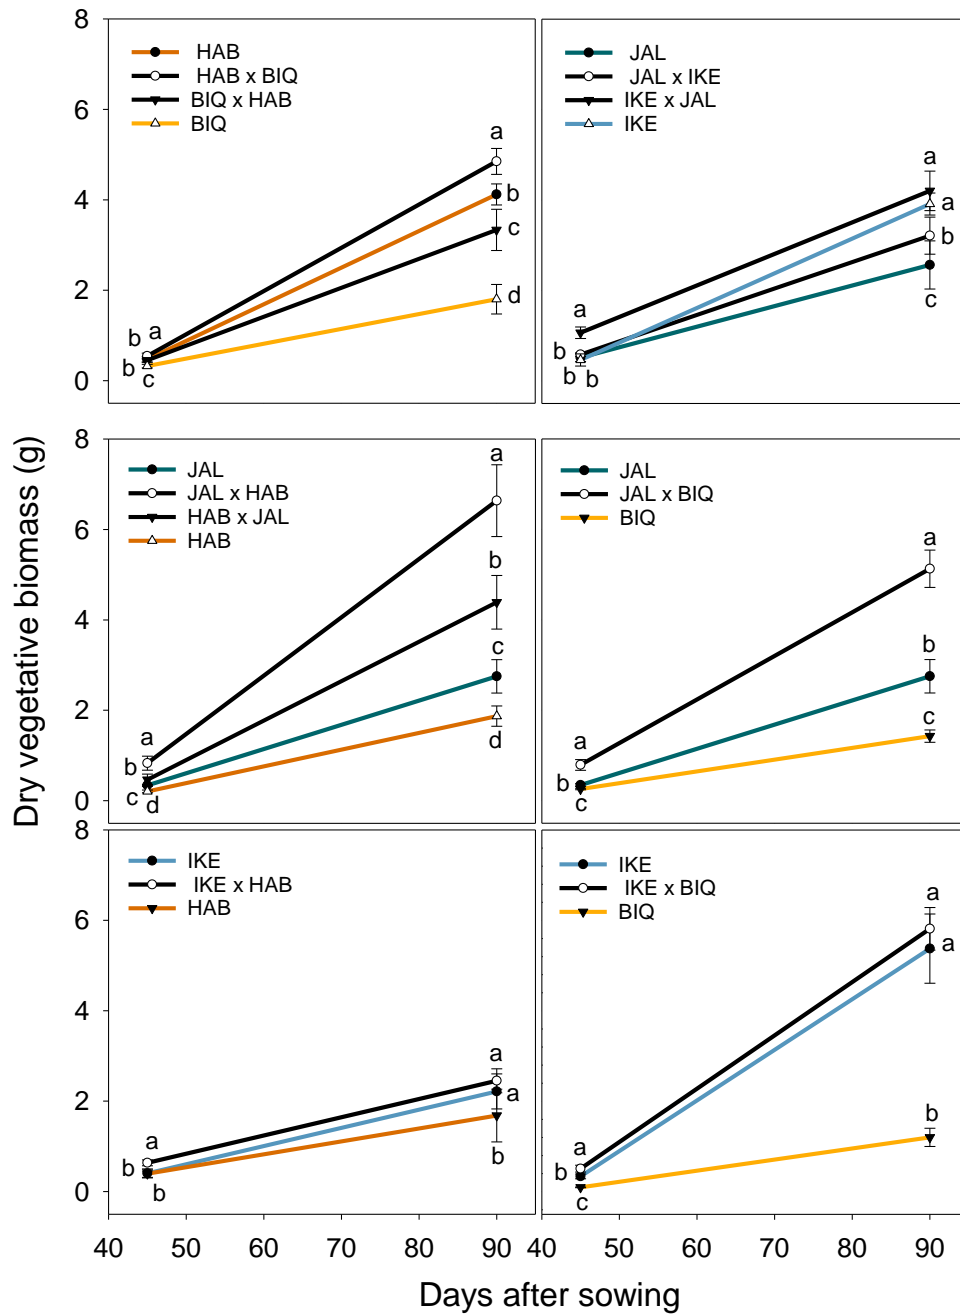 8
6
4
2
0
HAB
HAB x BIQ
BIQ x HAB
BIQ
a
b
c
d
b a
b
c
JAL
JAL x IKE
IKE x JAL
IKE
a
a
b
c
a
b
b b
Dry vegetative biomass (g)
8
6
4
2
0
JAL
JAL x HAB
HAB x JAL
HAB
a
b
c
d
a
b
c d
JAL
JAL x BIQ
BIQ
a
b
c
a
b
c
8
6
4
2
0
IKE
IKE x HAB
HAB
a
a
b
a
b
b
40 50 60 70 80 90
IKE
IKE x BIQ
BIQ
a
a
b
a
b
c
40 50 60 70 80 90
Days after sowing